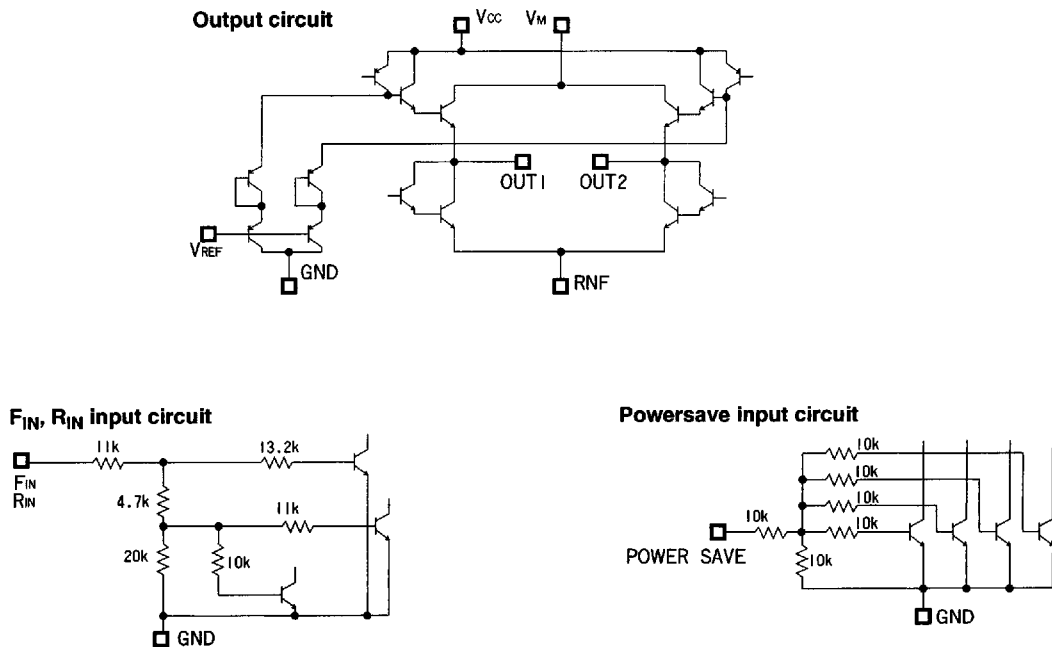 Output circuit
VCC VM
OUT1 OUT2
VREF
GND
RNF
FIN, RIN input circuit
11k 13.2k
FIN
RIN
4.7k
11k
20k 10k
GND
Powersave input circuit
10k
10k
10k
10k 10k
POWER SAVE 10k
GND